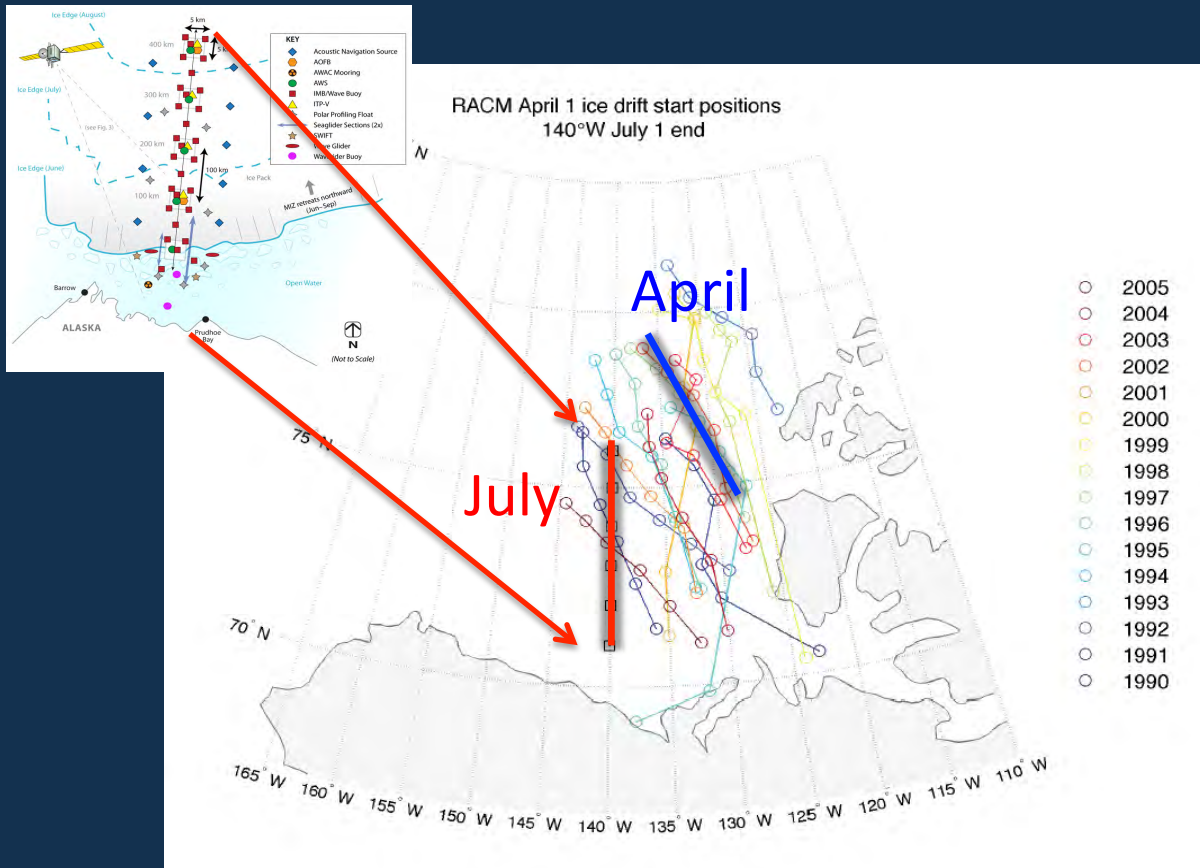 Ice Edge (August)
5 km
400 km
5 k
Ice Edge (July)
300 km
(see Fig. 3)
200 km
100 km
Ice Edge (June)
Ice Pack
100 km
MIZ retreats northward
(Jun–Sep)
Open Water
Barrow
ALASKA
Prudhoe
Bay
N
(Not to Scale)
KEY
Acoustic Navigation Source
AOFB
AWAC Mooring
AWS
IMB/Wave Buoy
ITP-V
Polar Profiling Float
Seaglider Sections (2x)
SWIFT
Glider
Buoy
RACM April 1 ice drift start positions
140°W July 1 end
N
April
July
75°N
70°N
165°W
160°W
155°W
150°W
145°W
140°W
135°W
130°W
125°W
120°W
115°W
110°W
2005
2004
2003
2002
2001
2000
1999
1998
1997
1996
1995
1994
1993
1992
1991
1990